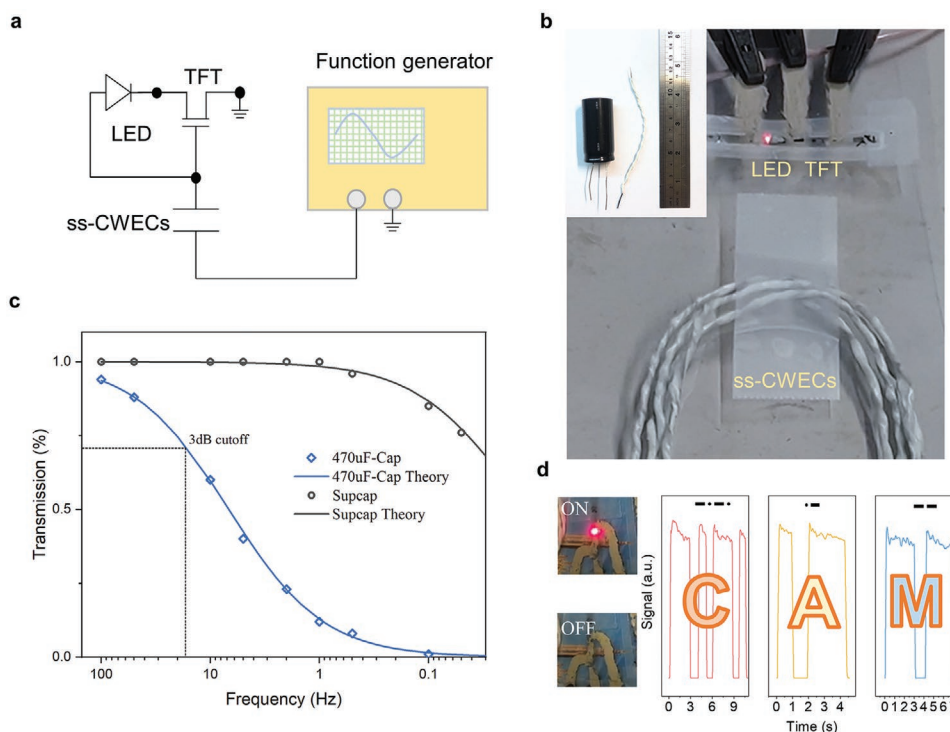 a
TFT
Function generator
LED
ss-CWECs
b
LED TFT
ss-CWECs
c
Transmission (%)
1.0
0.5
0.0
3dB cutoff
470uF-Cap
470uF-Cap Theory
Supcap
Supcap Theory
100
10
1
0.1
Frequency (Hz)
d
ON
OFF
Signal (a.u.)
C
A
M
0 3 6 9
0 1 2 3 4
0 1 2 3 4 5 6
Time (s)